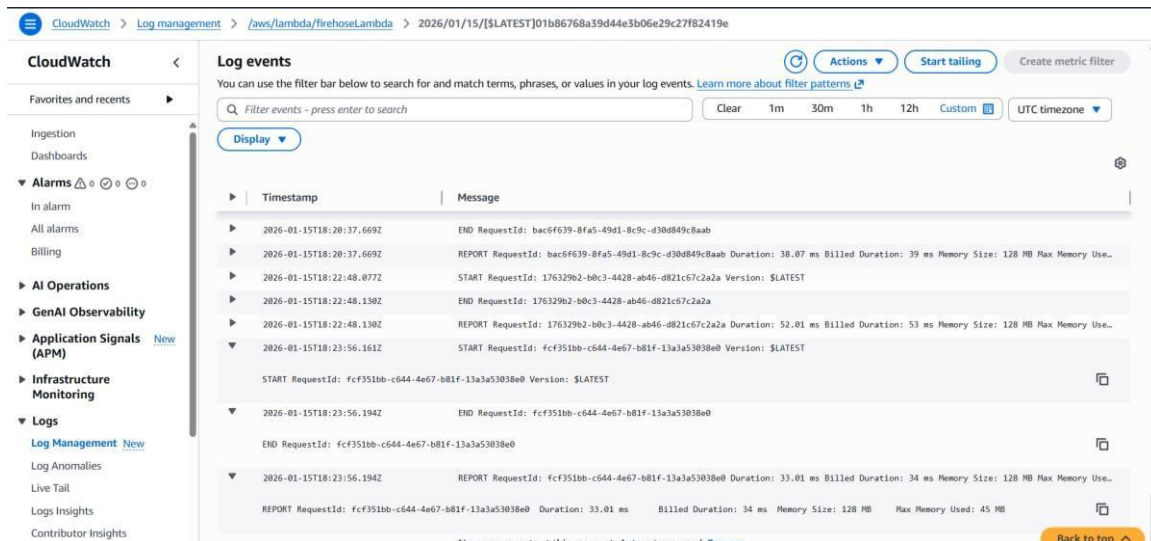 CloudWatch > Log management > /aws/lambda/firehoseLambda > 2026/01/15/[$LATEST]01b86768a39d44e3b06e29c27f82419e
CloudWatch
Favorites and recents
Ingestion
Dashboards
Alarms 0 0 0
In alarm
All alarms
Billing
AI Operations
GenAI Observability
Application Signals (APM) New
Infrastructure Monitoring
Logs
Log Management New
Log Anomalies
Live Tail
Logs Insights
Contributor Insights
Log events
Actions
Start tailing
Create metric filter
You can use the filter bar below to search for and match terms, phrases, or values in your log events. Learn more about filter patterns
Filter events - press enter to search
Clear 1m 30m 1h 12h Custom UTC timezone
Display
Timestamp Message
2026-01-15T18:20:37.669Z END RequestId: bac6f639-8fa5-49d1-8c9c-d30d849c8aab
2026-01-15T18:20:37.669Z REPORT RequestId: bac6f639-8fa5-49d1-8c9c-d30d849c8aab Duration: 38.07 ms Billed Duration: 39 ms Memory Size: 128 MB Max Memory Use…
2026-01-15T18:22:48.077Z START RequestId: 176329b2-b0c3-4428-ab46-d821c67c2a2a Version: $LATEST
2026-01-15T18:22:48.130Z END RequestId: 176329b2-b0c3-4428-ab46-d821c67c2a2a
2026-01-15T18:22:48.130Z REPORT RequestId: 176329b2-b0c3-4428-ab46-d821c67c2a2a Duration: 52.01 ms Billed Duration: 53 ms Memory Size: 128 MB Max Memory Use…
2026-01-15T18:23:56.161Z START RequestId: fcf351bb-c644-4e67-b81f-13a3a53038e0 Version: $LATEST
START RequestId: fcf351bb-c644-4e67-b81f-13a3a53038e0 Version: $LATEST
2026-01-15T18:23:56.194Z END RequestId: fcf351bb-c644-4e67-b81f-13a3a53038e0
END RequestId: fcf351bb-c644-4e67-b81f-13a3a53038e0
2026-01-15T18:23:56.194Z REPORT RequestId: fcf351bb-c644-4e67-b81f-13a3a53038e0 Duration: 33.01 ms Billed Duration: 34 ms Memory Size: 128 MB Max Memory Use…
REPORT RequestId: fcf351bb-c644-4e67-b81f-13a3a53038e0 Duration: 33.01 ms Billed Duration: 34 ms Memory Size: 128 MB Max Memory Used: 45 MB
Back to top